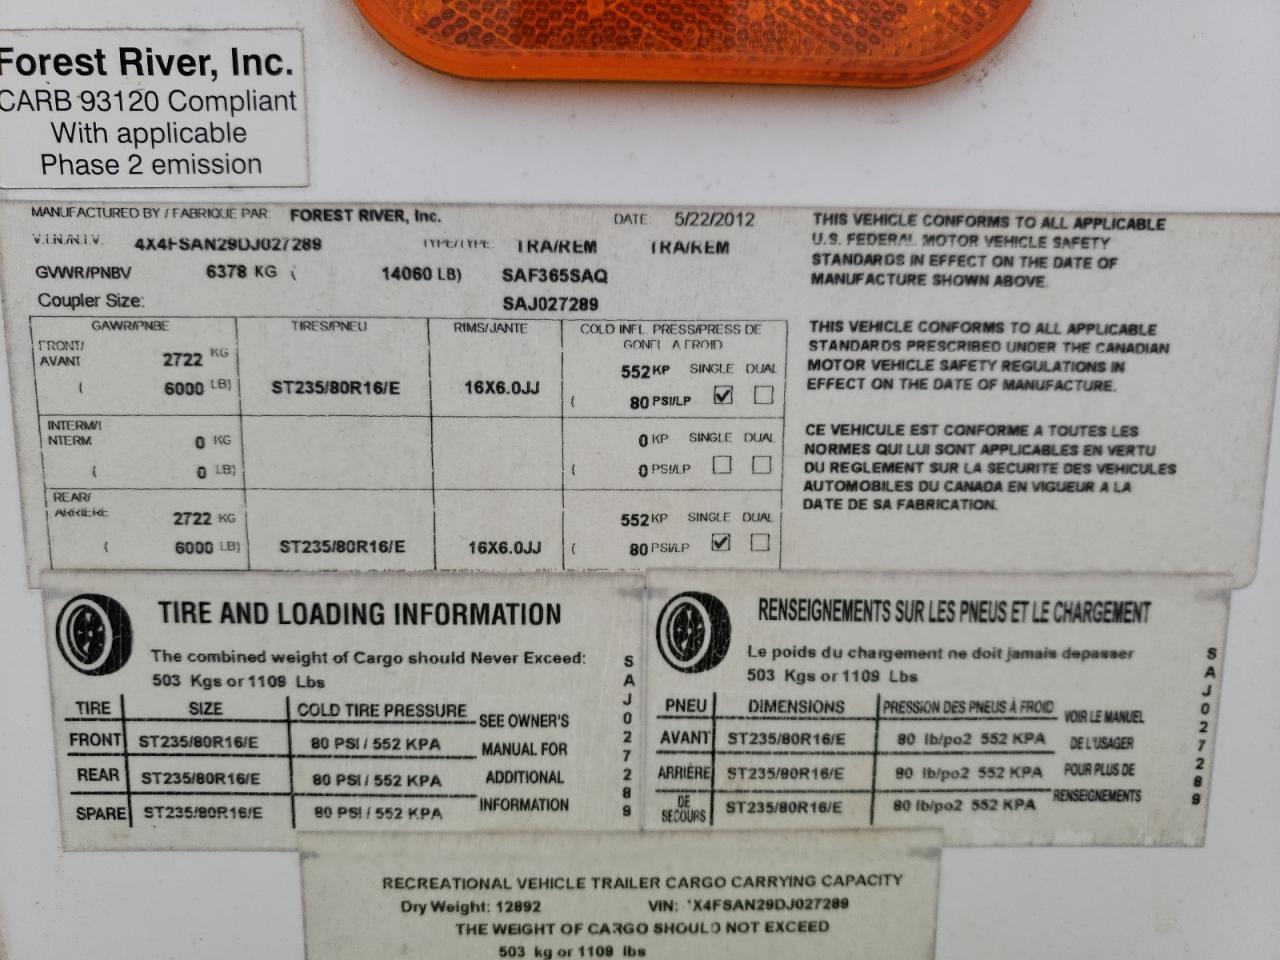 Forest River, Inc.
CARB 93120 Compliant
With applicable
Phase 2 emission
MANUFACTURED BY / FABRIQUE PAR: FOREST RIVER, Inc. DATE: 5/22/2012
V.I.N./N.I.V. 4X4FSAN29DJ027289 TYPE/TYPE: TRA/REM TRA/REM
GVWR/PNBV 6378 KG ( 14060 LB) SAF365SAQ
Coupler Size: SAJ027289
GAWR/PNBE TIRES/PNEU RIMS/JANTE COLD INFL. PRESS/PRESS DE
GONFL. A FROID
FRONT/
AVANT 2722 KG 552 KP SINGLE DUAL
( 6000 LB) ST235/80R16/E 16X6.0JJ ( 80 PSI/LP
INTERM/I
NTERM 0 KG 0 KP SINGLE DUAL
( 0 LB) ( 0 PSI/LP
REAR/
ARRIERE 2722 KG 552 KP SINGLE DUAL
( 6000 LB) ST235/80R16/E 16X6.0JJ ( 80 PSI/LP
THIS VEHICLE CONFORMS TO ALL APPLICABLE
U.S. FEDERAL MOTOR VEHICLE SAFETY
STANDARDS IN EFFECT ON THE DATE OF
MANUFACTURE SHOWN ABOVE.
THIS VEHICLE CONFORMS TO ALL APPLICABLE
STANDARDS PRESCRIBED UNDER THE CANADIAN
MOTOR VEHICLE SAFETY REGULATIONS IN
EFFECT ON THE DATE OF MANUFACTURE.
CE VEHICULE EST CONFORME A TOUTES LES
NORMES QUI LUI SONT APPLICABLES EN VERTU
DU REGLEMENT SUR LA SECURITE DES VEHICULES
AUTOMOBILES DU CANADA EN VIGUEUR A LA
DATE DE SA FABRICATION.
TIRE AND LOADING INFORMATION
The combined weight of Cargo should Never Exceed:
503 Kgs or 1109 Lbs
TIRE SIZE COLD TIRE PRESSURE SEE OWNER'S
FRONT ST235/80R16/E 80 PSI / 552 KPA MANUAL FOR
REAR ST235/80R16/E 80 PSI / 552 KPA ADDITIONAL
SPARE ST235/80R16/E 80 PSI / 552 KPA INFORMATION
SAJ027289
RENSEIGNEMENTS SUR LES PNEUS ET LE CHARGEMENT
Le poids du chargement ne doit jamais depasser
503 Kgs or 1109 Lbs
PNEU DIMENSIONS PRESSION DES PNEUS À FROID VOIR LE MANUEL
AVANT ST235/80R16/E 80 lb/po2 552 KPA DE L'USAGER
ARRIÈRE ST235/80R16/E 80 lb/po2 552 KPA POUR PLUS DE
DE
SECOURS ST235/80R16/E 80 lb/po2 552 KPA RENSEIGNEMENTS
SAJ027289
RECREATIONAL VEHICLE TRAILER CARGO CARRYING CAPACITY
Dry Weight: 12892 VIN: X4FSAN29DJ027289
THE WEIGHT OF CARGO SHOULD NOT EXCEED
503 kg or 1109 lbs